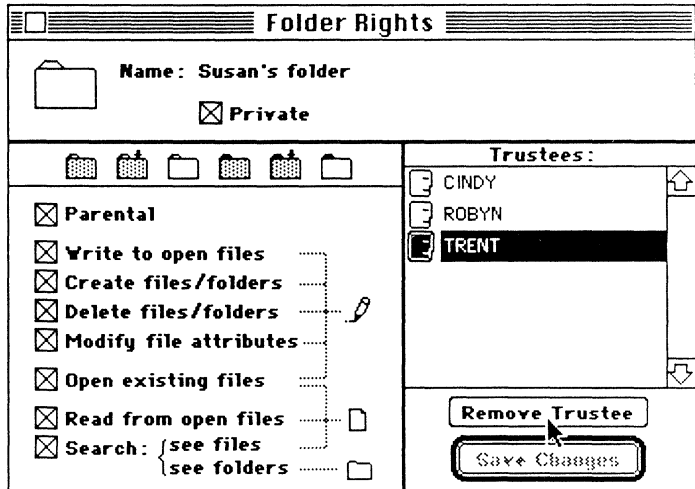 Folder Rights
Name: Susan's folder
Private
Parental
Write to open files
Create files/folders
Delete files/folders
Modify file attributes
Open existing files
Read from open files
Search: see files
see folders
Trustees:
CINDY
ROBYN
TRENT
Remove Trustee
Save Changes